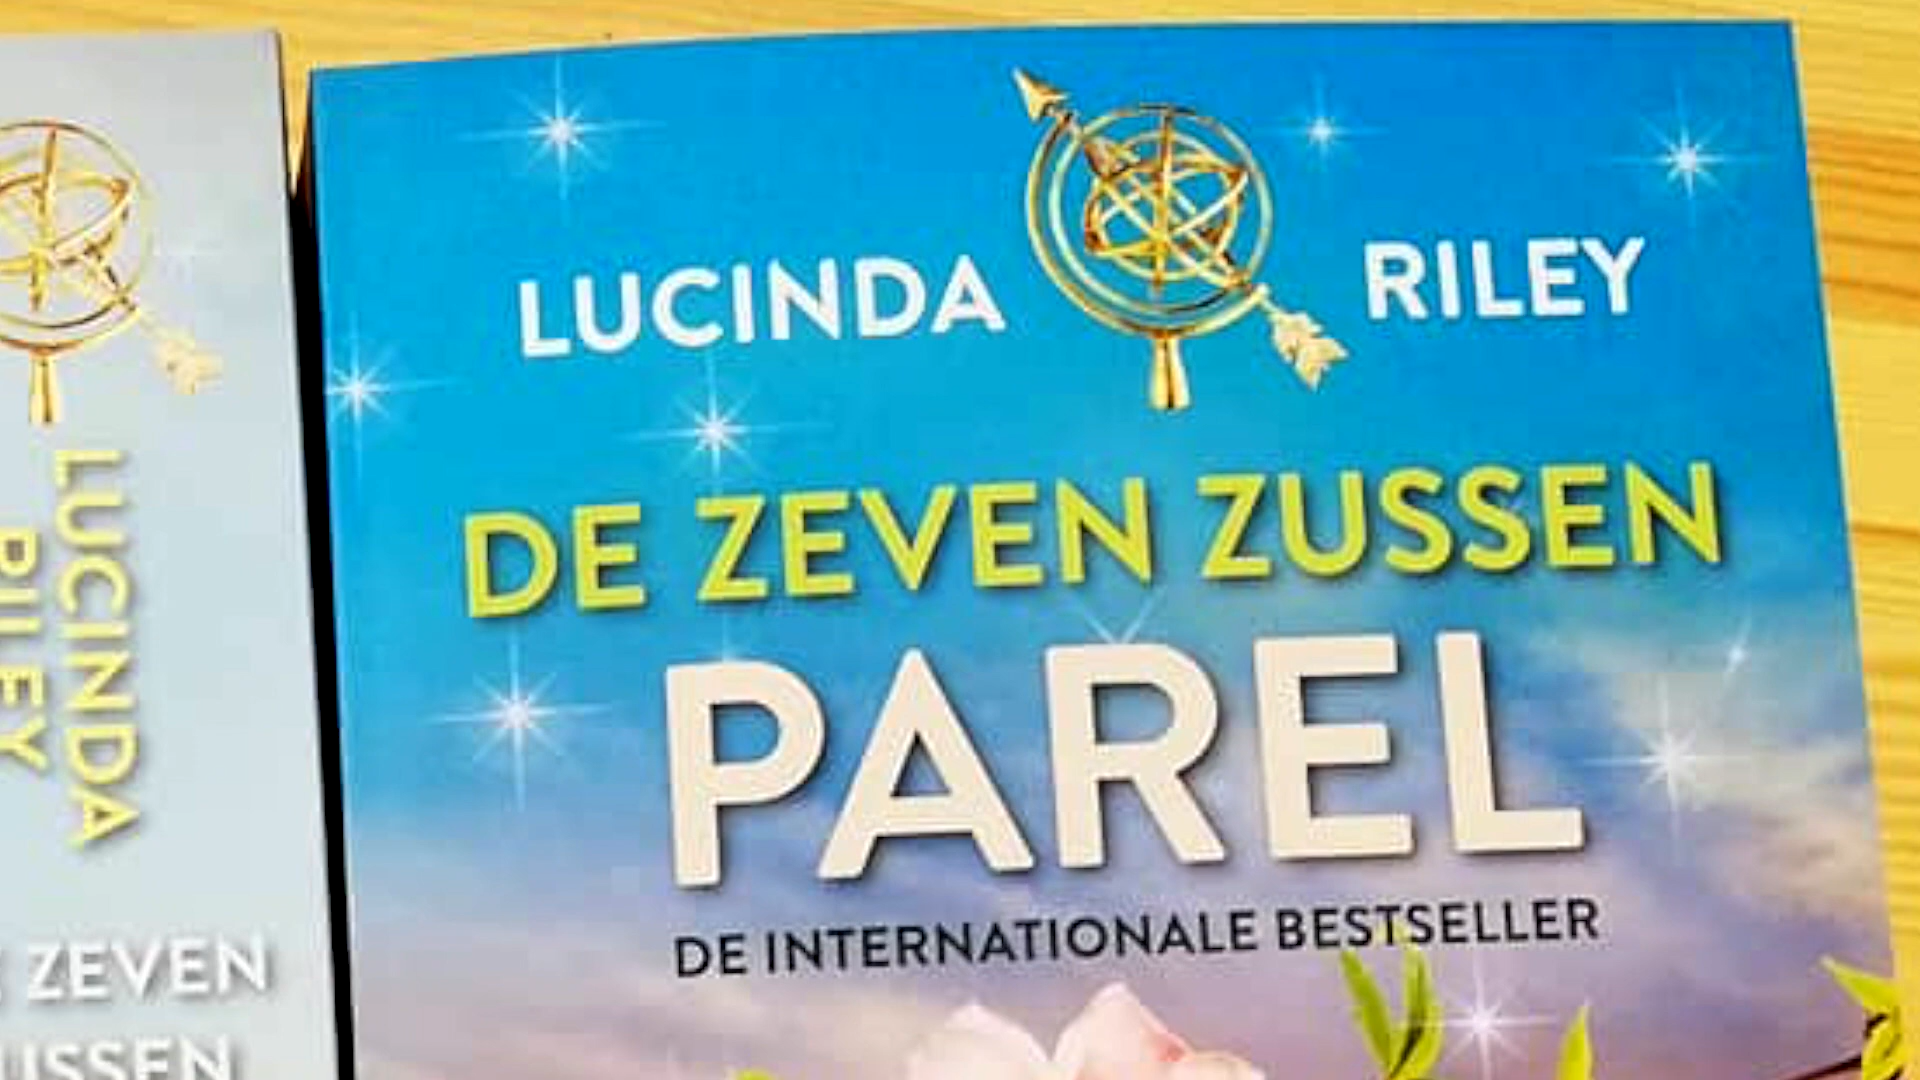 LUCINDA RILEY
DE ZEVEN ZUSSEN
PAREL
DE INTERNATIONALE BESTSELLER
LUCINDA
RILEY
ZEVEN